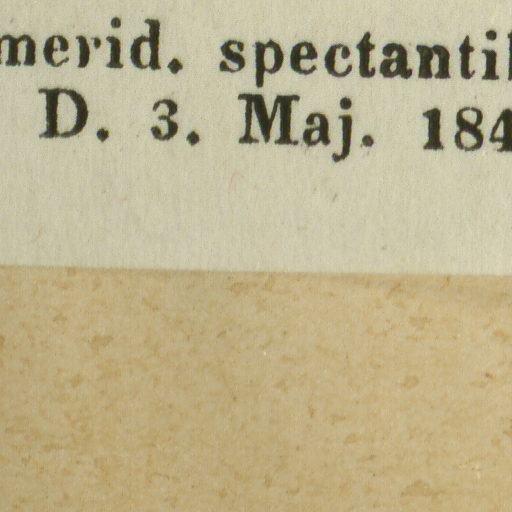 merid. spectanti
D. 3. Maj. 184